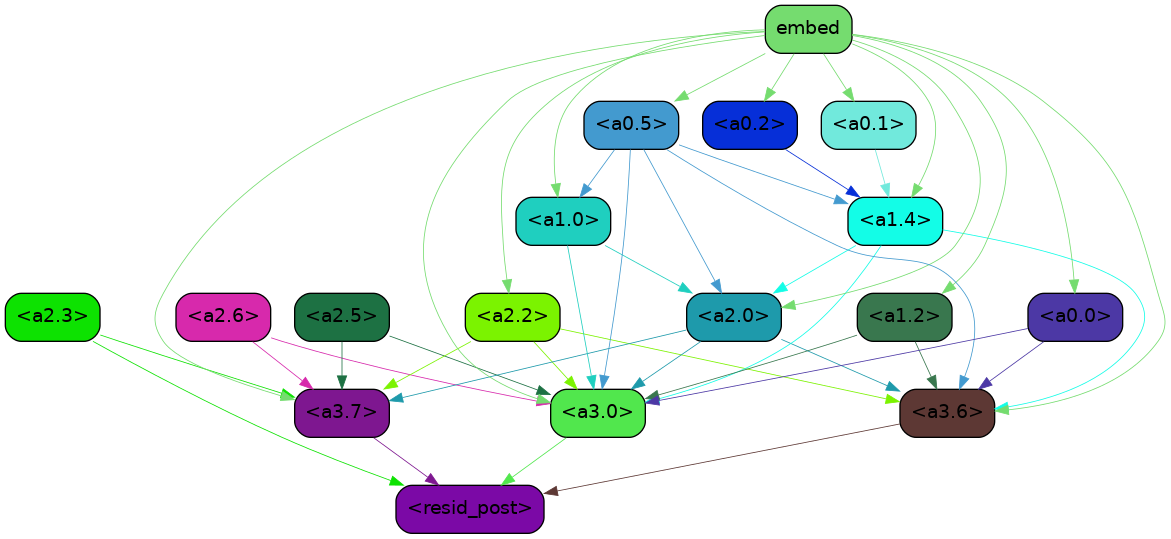 embed
<a0.5>
<a0.2>
<a0.1>
<a1.0>
<a1.4>
<a2.3>
<a2.6>
<a2.5>
<a2.2>
<a2.0>
<a1.2>
<a0.0>
<a3.7>
<a3.0>
<a3.6>
<resid_post>